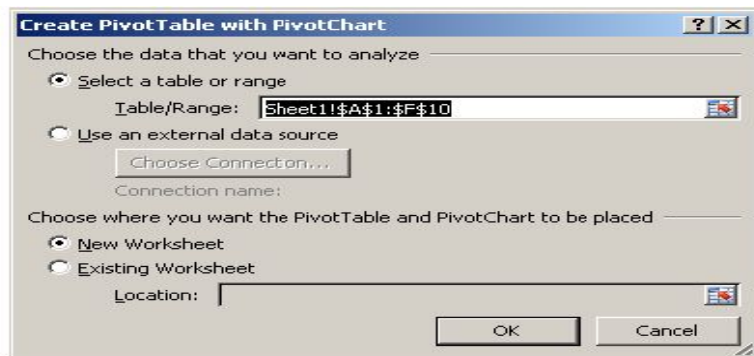 Create PivotTable with PivotChart
Choose the data that you want to analyze
Select a table or range
Table/Range: Sheet1!$A$1:$F$10
Use an external data source
Choose Connection...
Connection name:
Choose where you want the PivotTable and PivotChart to be placed
New Worksheet
Existing Worksheet
Location:
OK Cancel